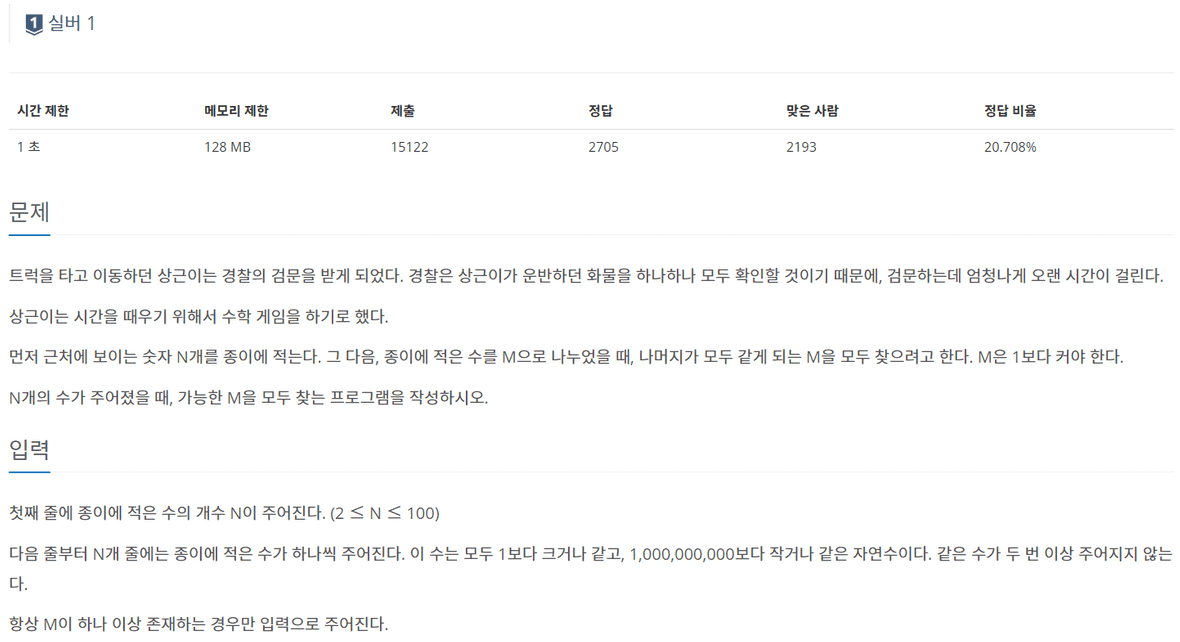 1 실버 1
시간 제한 메모리 제한 제출 정답 맞은 사람 정답 비율
1 초 128 MB 15122 2705 2193 20.708%
문제
트럭을 타고 이동하던 상근이는 경찰의 검문을 받게 되었다. 경찰은 상근이가 운반하던 화물을 하나하나 모두 확인할 것이기 때문에, 검문하는데 엄청나게 오랜 시간이 걸린다.
상근이는 시간을 때우기 위해서 수학 게임을 하기로 했다.
먼저 근처에 보이는 숫자 N개를 종이에 적는다. 그 다음, 종이에 적은 수를 M으로 나누었을 때, 나머지가 모두 같게 되는 M을 모두 찾으려고 한다. M은 1보다 커야 한다.
N개의 수가 주어졌을 때, 가능한 M을 모두 찾는 프로그램을 작성하시오.
입력
첫째 줄에 종이에 적은 수의 개수 N이 주어진다. (2 ≤ N ≤ 100)
다음 줄부터 N개 줄에는 종이에 적은 수가 하나씩 주어진다. 이 수는 모두 1보다 크거나 같고, 1,000,000,000보다 작거나 같은 자연수이다. 같은 수가 두 번 이상 주어지지 않는
다.
항상 M이 하나 이상 존재하는 경우만 입력으로 주어진다.